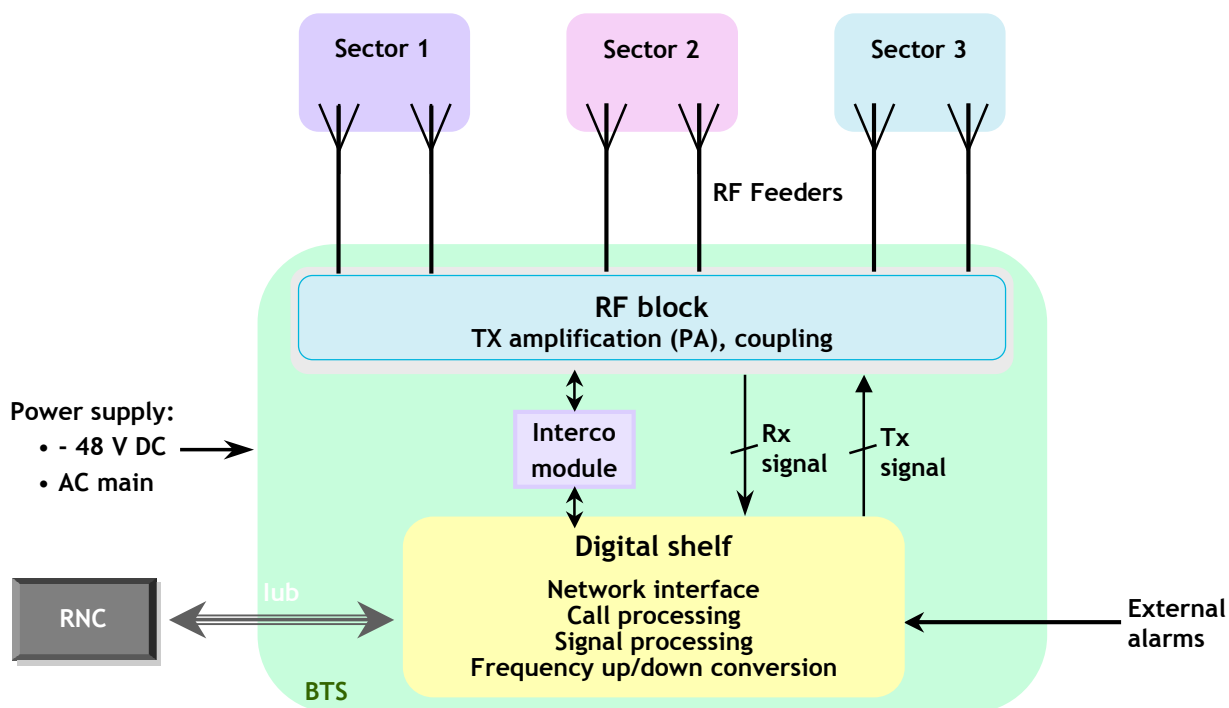 Sector 1
Sector 2
Sector 3
RF Feeders
RF block
TX amplification (PA), coupling
Power supply:
• - 48 V DC
• AC main
Interco
module
Rx
signal
Tx
signal
Digital shelf
Network interface
Call processing
Signal processing
Frequency up/down conversion
RNC
Iub
External
alarms
BTS